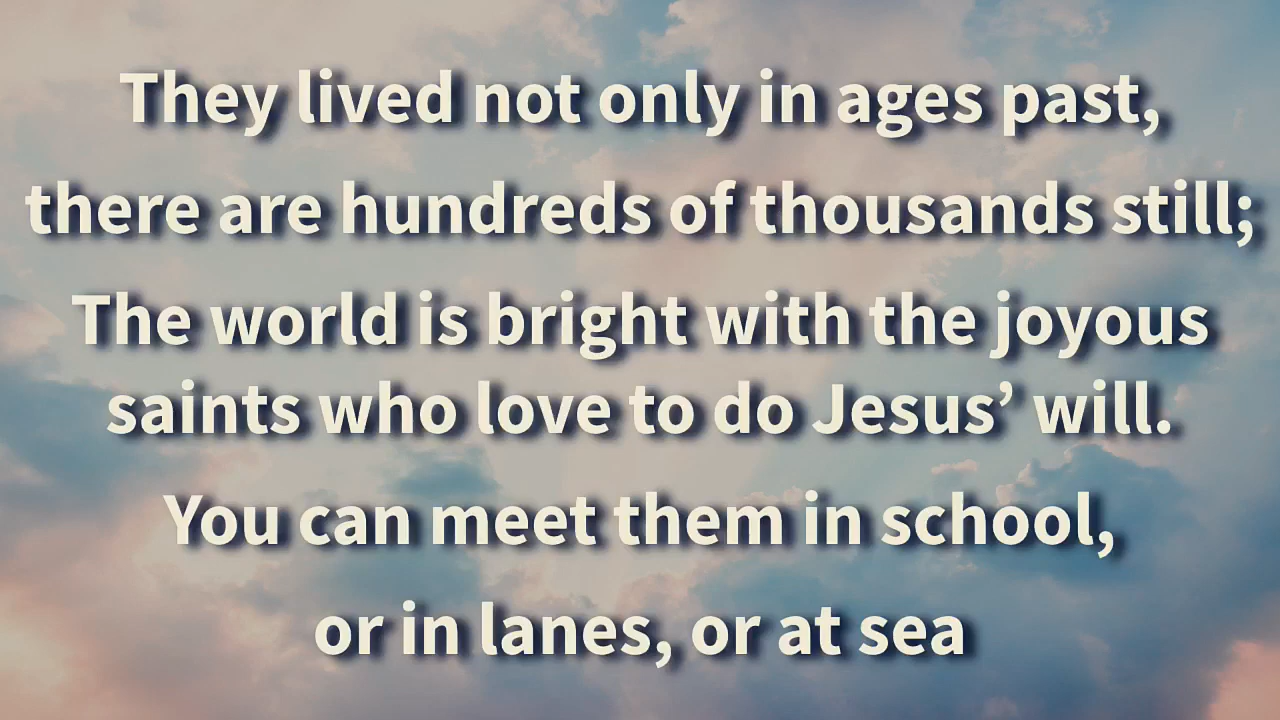 They lived not only in ages past,
there are hundreds of thousands still;
The world is bright with the joyous
saints who love to do Jesus’ will.
You can meet them in school,
or in lanes, or at sea